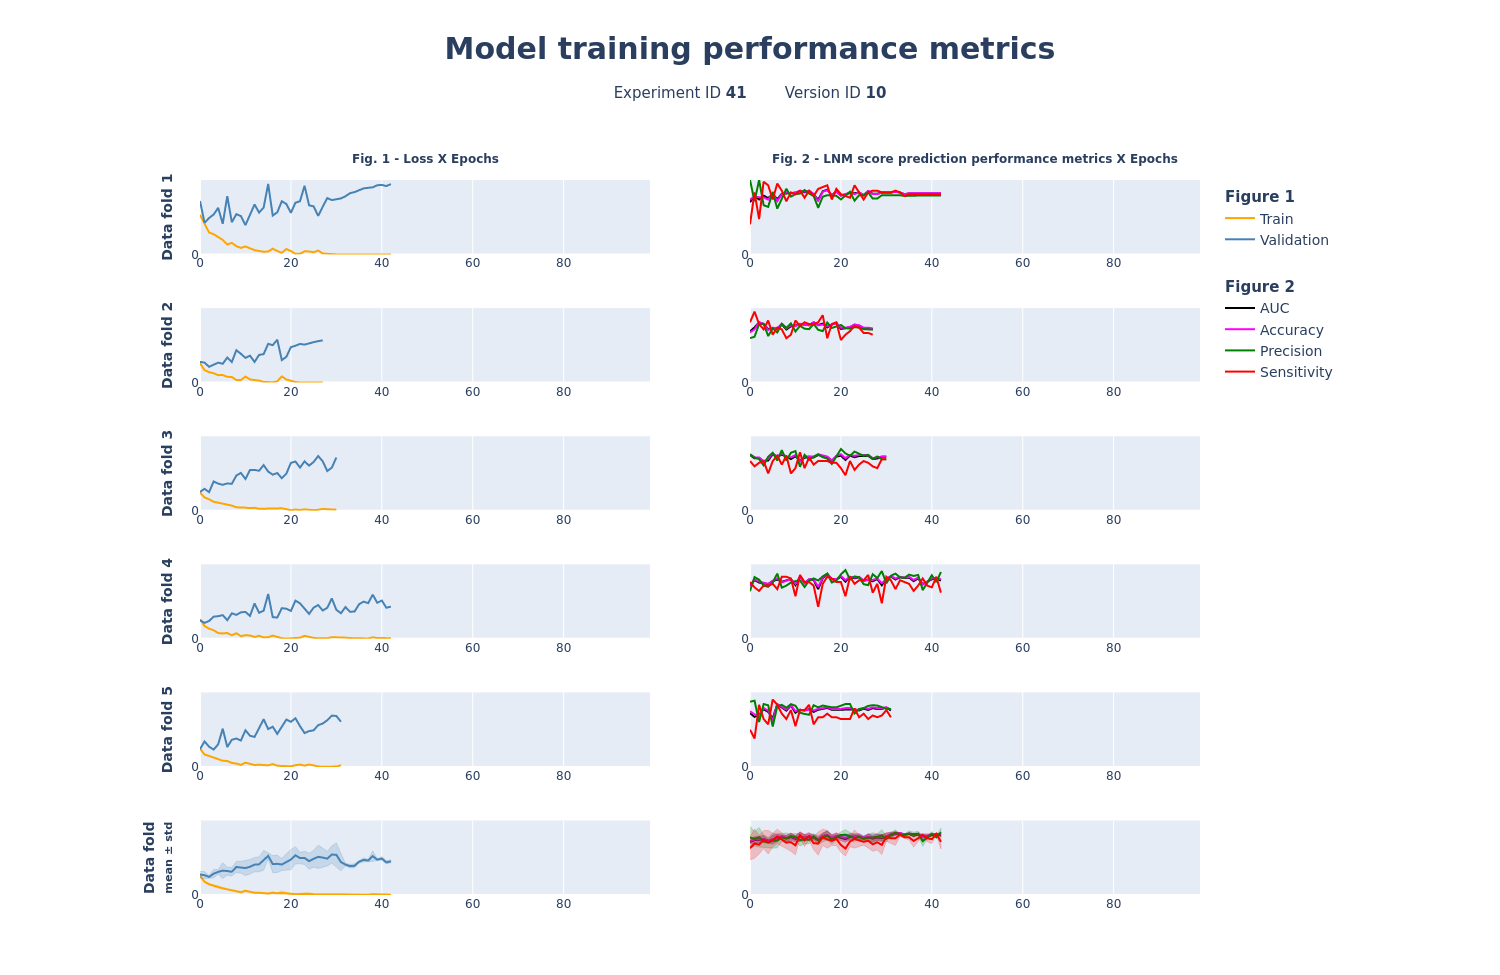 Model training performance metrics
Experiment ID 41 Version ID 10
Fig. 1 - Loss X Epochs
Fig. 2 - LNM score prediction performance metrics X Epochs
Data fold 1
0
0 20 40 60 80
0
0 20 40 60 80
Figure 1
Train
Validation
Figure 2
AUC
Accuracy
Precision
Sensitivity
Data fold 2
0
0 20 40 60 80
0
0 20 40 60 80
Data fold 3
0
0 20 40 60 80
0
0 20 40 60 80
Data fold 4
0
0 20 40 60 80
0
0 20 40 60 80
Data fold 5
0
0 20 40 60 80
0
0 20 40 60 80
Data fold
mean ± std
0
0 20 40 60 80
0
0 20 40 60 80